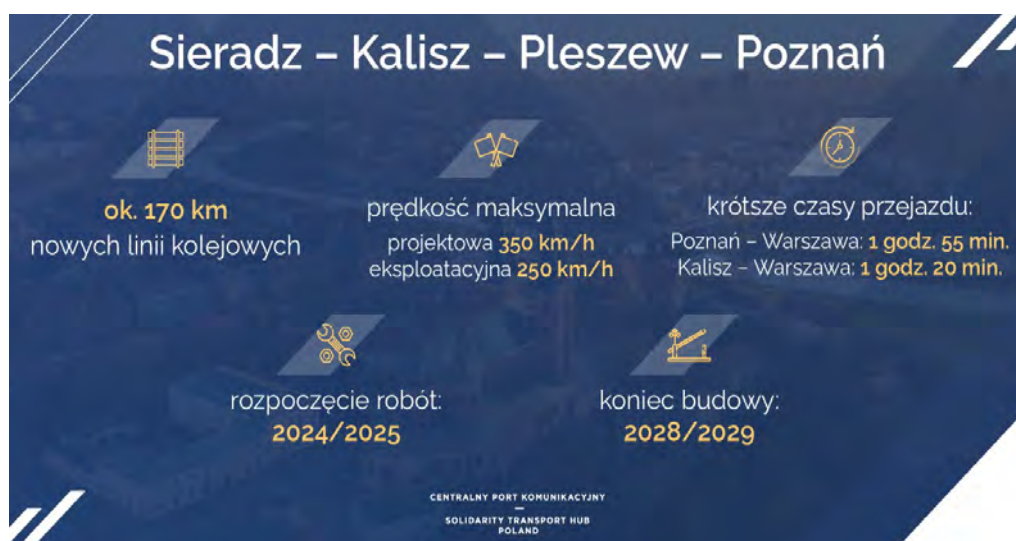 Sieradz – Kalisz – Pleszew – Poznań
ok. 170 km
nowych linii kolejowych
prędkość maksymalna
projektowa 350 km/h
eksploatacyjna 250 km/h
krótsze czasy przejazdu:
Poznań – Warszawa: 1 godz. 55 min.
Kalisz – Warszawa: 1 godz. 20 min.
rozpoczęcie robót:
2024/2025
koniec budowy:
2028/2029
CENTRALNY PORT KOMUNIKACYJNY
—
SOLIDARITY TRANSPORT HUB
POLAND